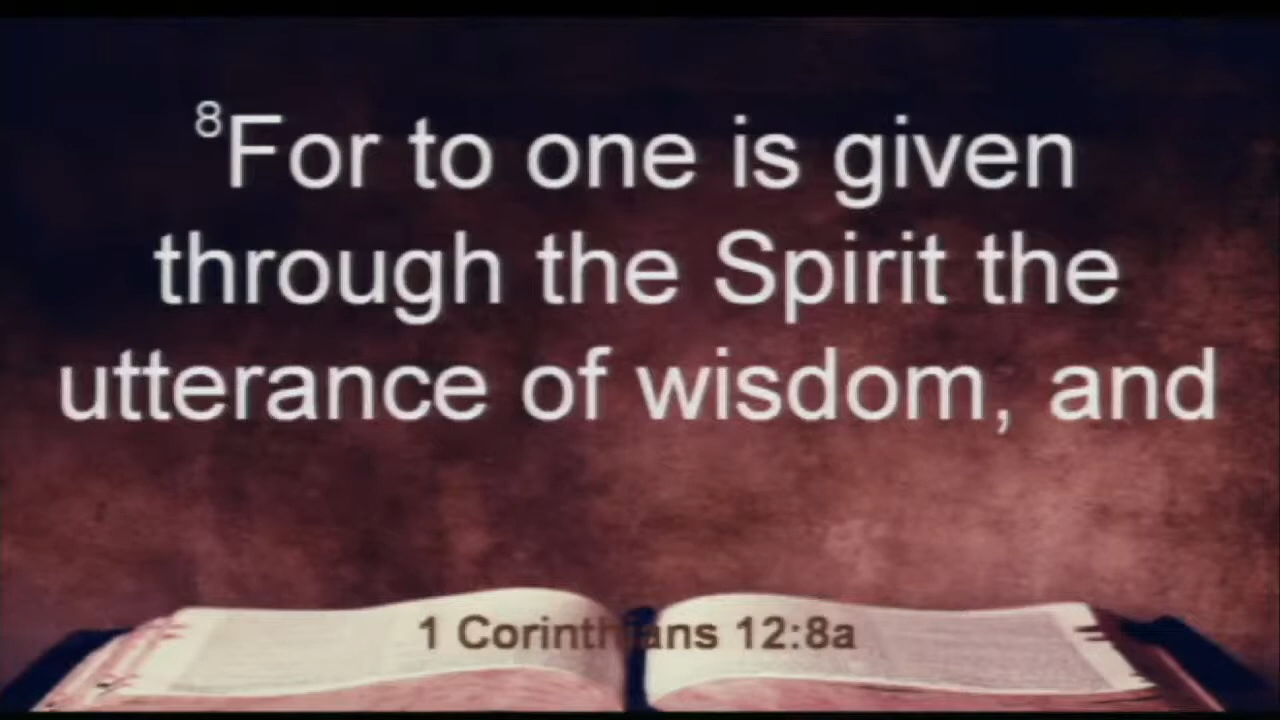 ⁸For to one is given
through the Spirit the
utterance of wisdom, and
1 Corinthians 12:8a